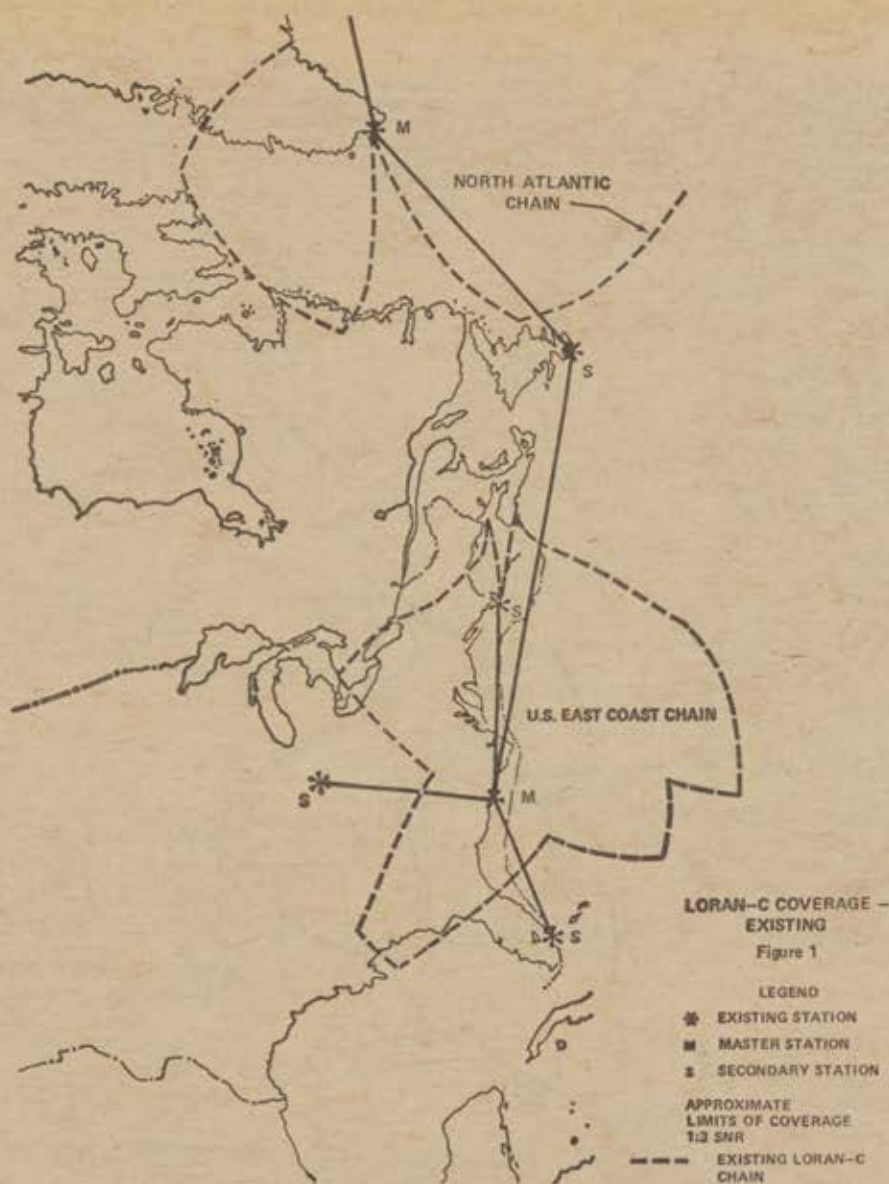 M
NORTH ATLANTIC
CHAIN
S
S
U.S. EAST COAST CHAIN
S
M
S
LORAN-C COVERAGE –
EXISTING
Figure 1
LEGEND
EXISTING STATION
M MASTER STATION
S SECONDARY STATION
APPROXIMATE
LIMITS OF COVERAGE
1:3 SNR
EXISTING LORAN-C
CHAIN